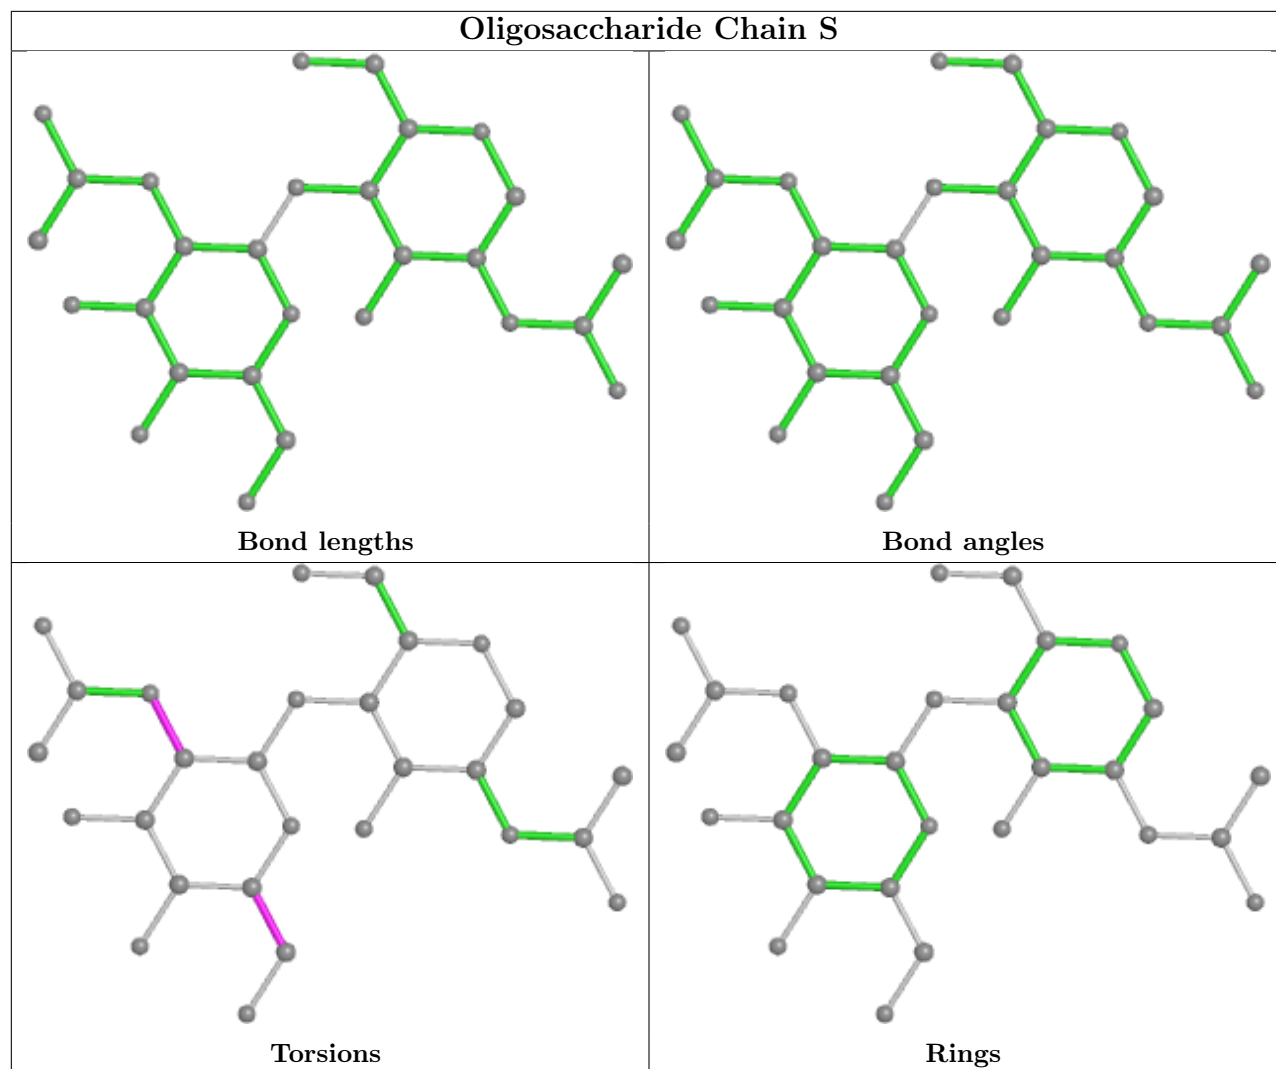 Oligosaccharide Chain S
Bond lengths
Bond angles
Torsions
Rings